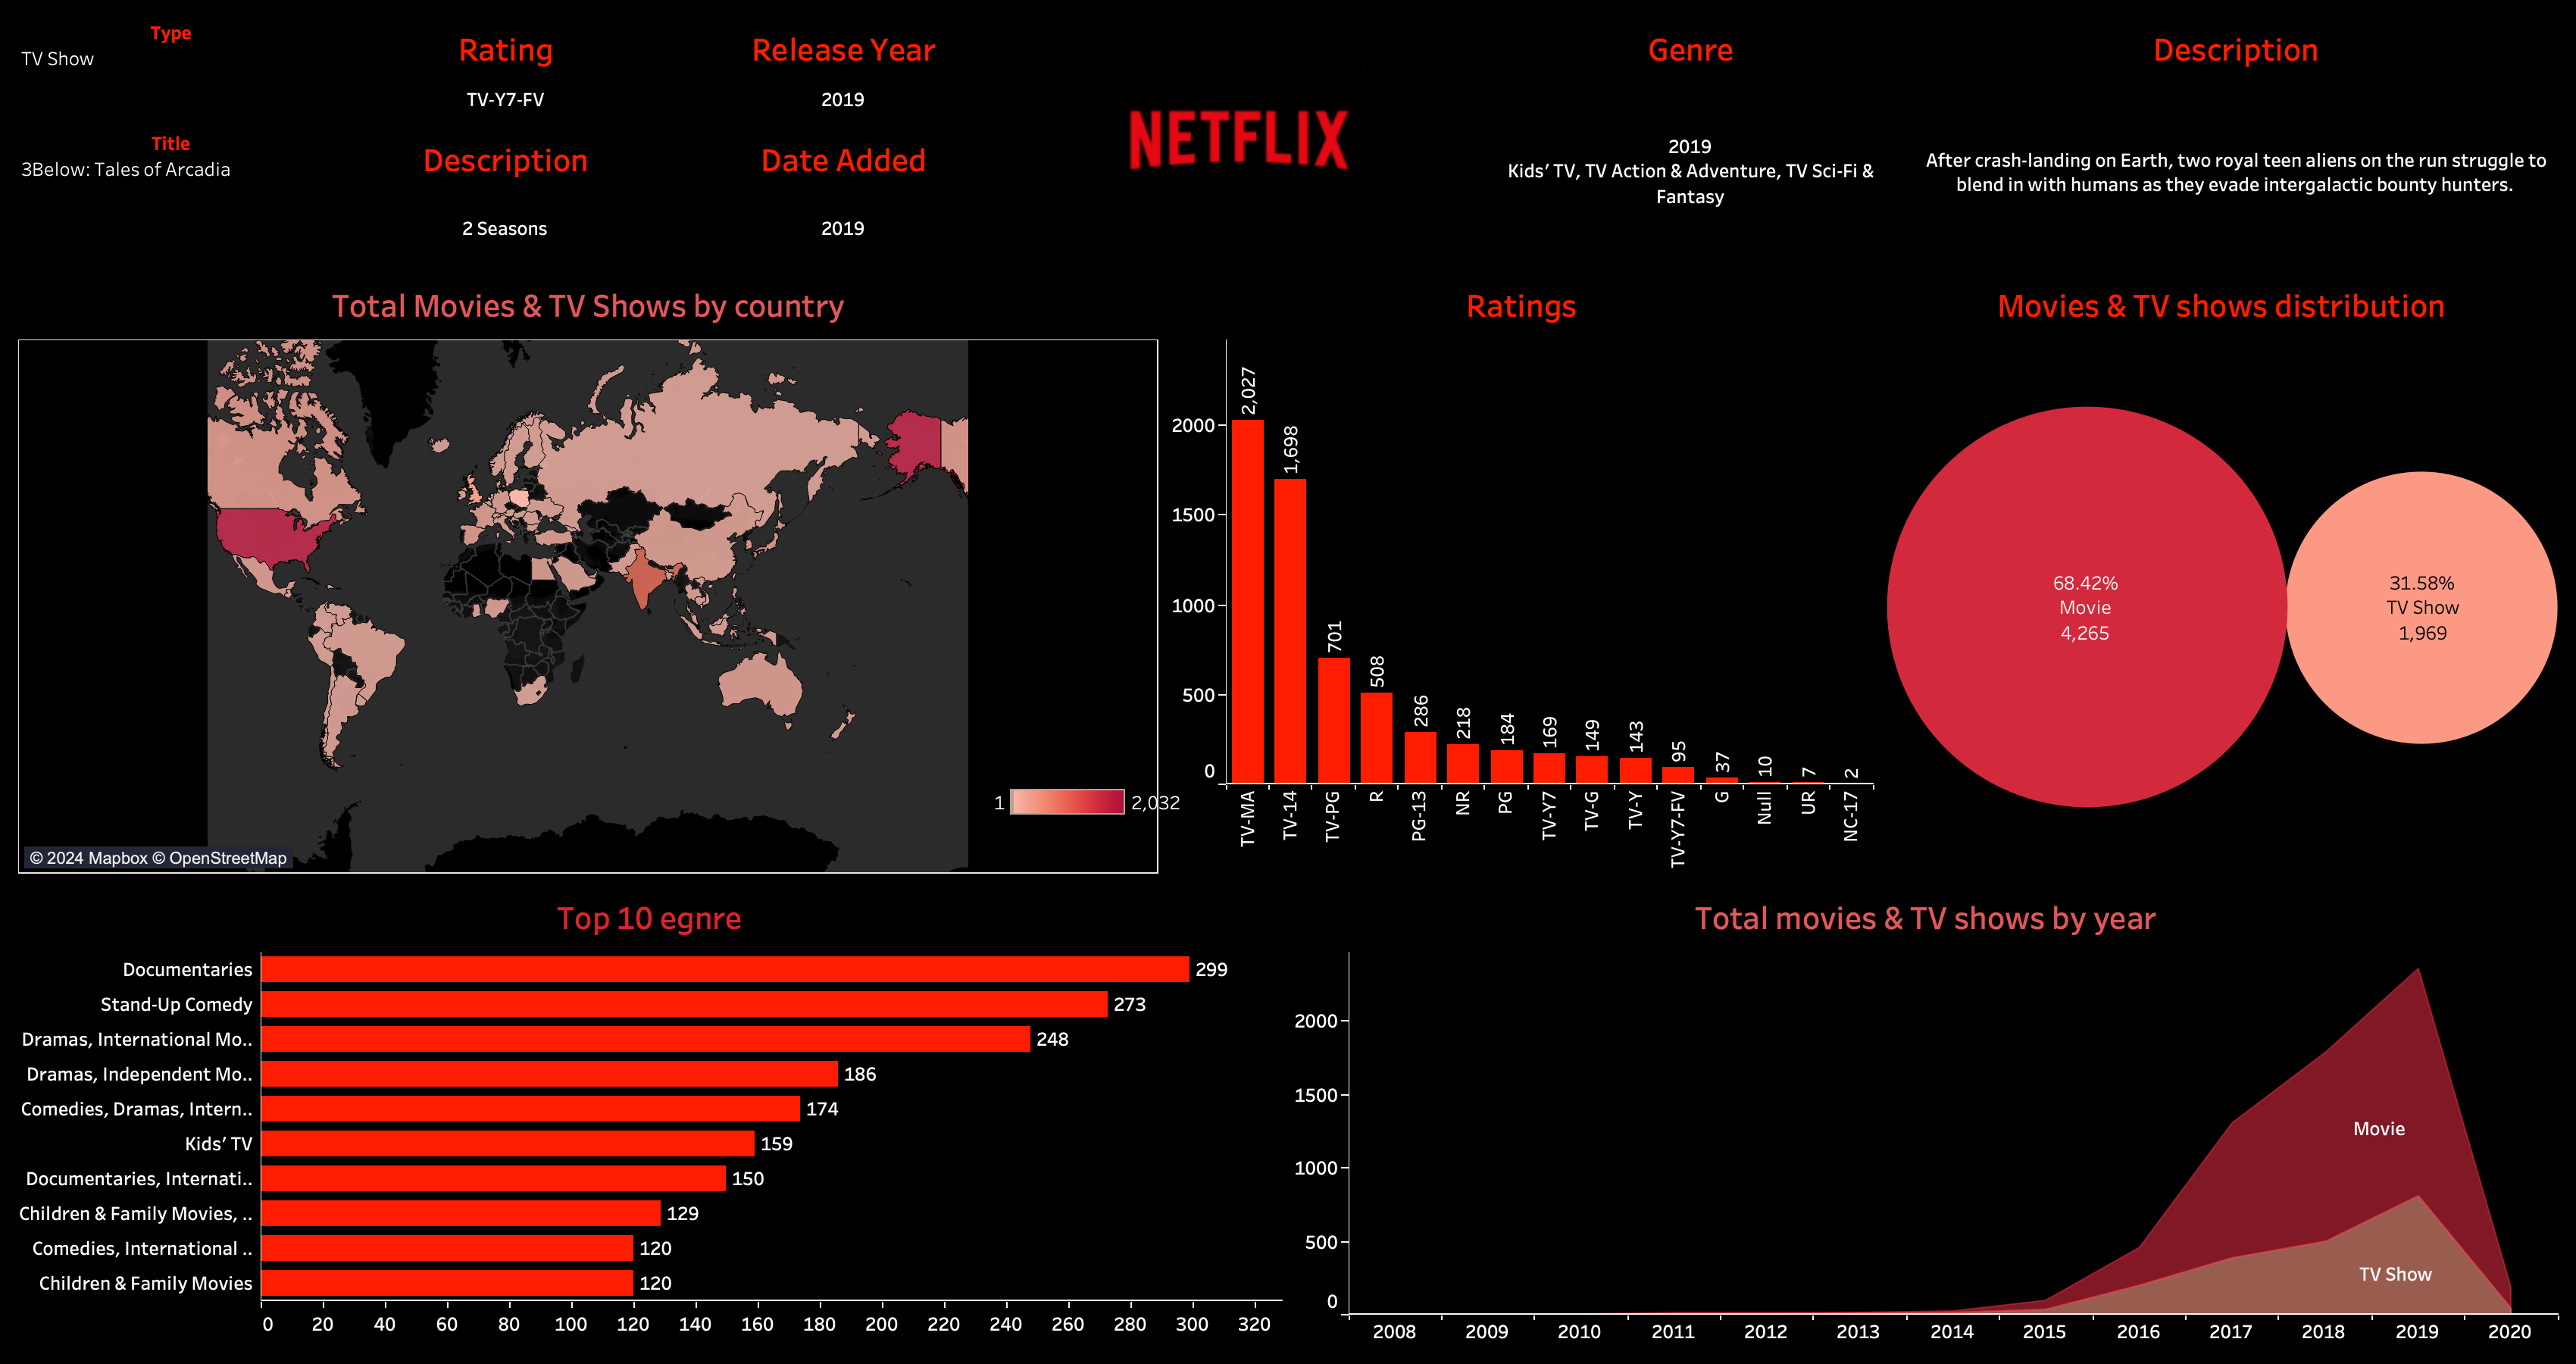 Type
TV Show
Rating
TV-Y7-FV
Release Year
2019
Title
3Below: Tales of Arcadia
Description
2 Seasons
Date Added
2019
NETFLIX
Genre
2019
Kids’ TV, TV Action & Adventure, TV Sci-Fi &
Fantasy
Description
After crash-landing on Earth, two royal teen aliens on the run struggle to
blend in with humans as they evade intergalactic bounty hunters.
Total Movies & TV Shows by country
1
2,032
© 2024 Mapbox © OpenStreetMap
Ratings
2000
1500
1000
500
0
2,027
1,698
701
508
286
218
184
169
149
143
95
37
10
7
2
TV-MA
TV-14
TV-PG
R
PG-13
NR
PG
TV-Y7
TV-G
TV-Y
TV-Y7-FV
G
Null
UR
NC-17
Movies & TV shows distribution
68.42%
Movie
4,265
31.58%
TV Show
1,969
Top 10 egnre
Documentaries 299
Stand-Up Comedy 273
Dramas, International Mo.. 248
Dramas, Independent Mo.. 186
Comedies, Dramas, Intern.. 174
Kids’ TV 159
Documentaries, Internati.. 150
Children & Family Movies, .. 129
Comedies, International .. 120
Children & Family Movies 120
0 20 40 60 80 100 120 140 160 180 200 220 240 260 280 300 320
Total movies & TV shows by year
2000
1500
1000
500
0
Movie
TV Show
2008 2009 2010 2011 2012 2013 2014 2015 2016 2017 2018 2019 2020